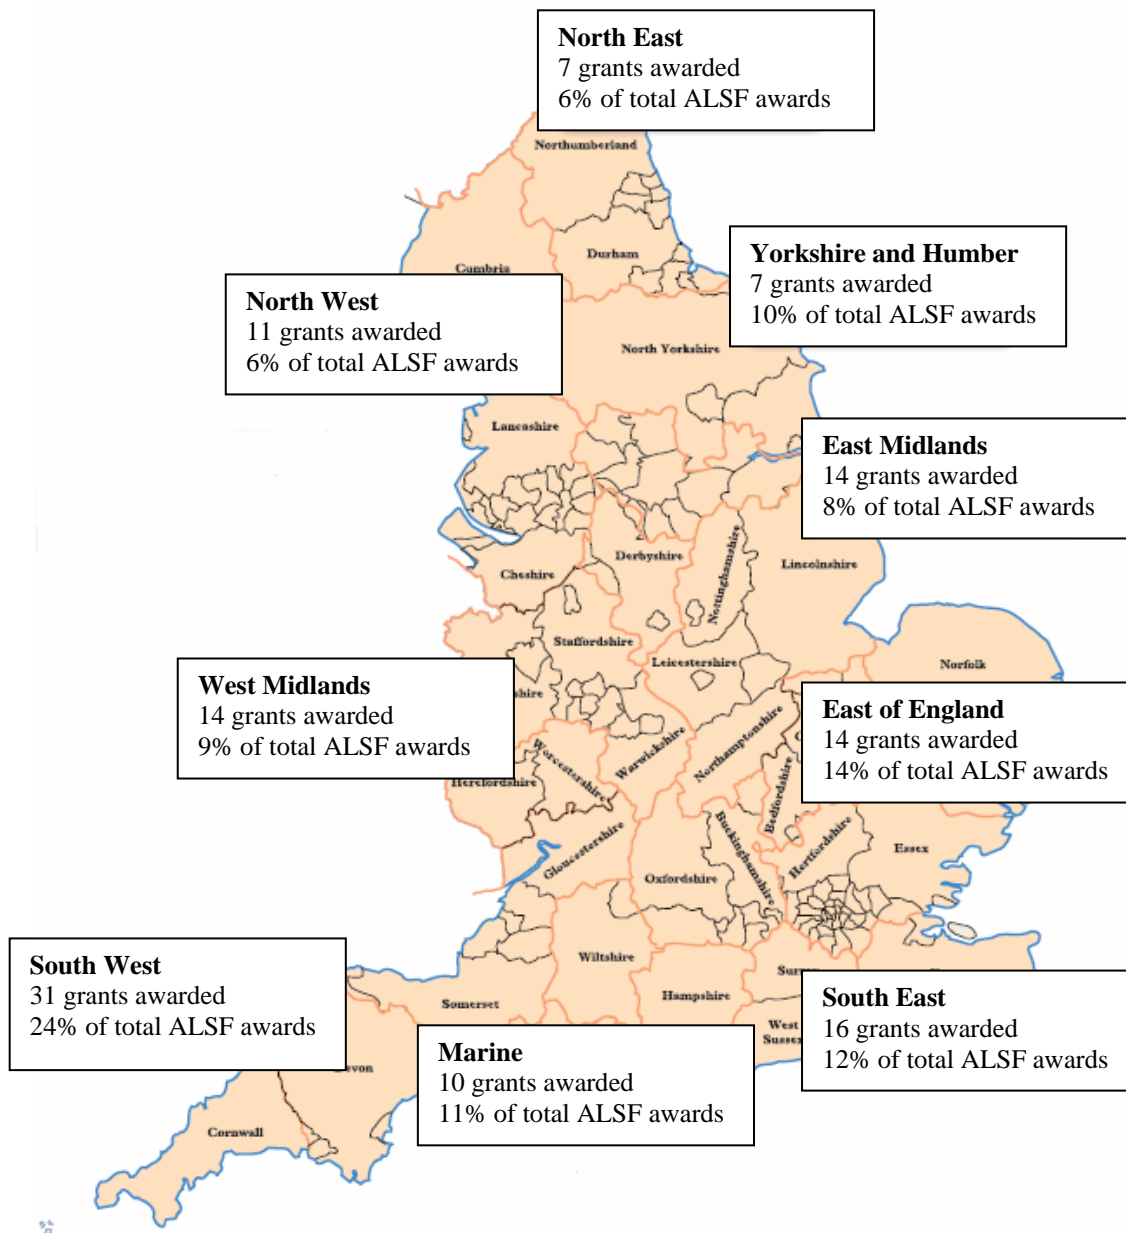 North East
7 grants awarded
6% of total ALSF awards
Northumberland
Durham
Cumbria
Yorkshire and Humber
7 grants awarded
10% of total ALSF awards
North West
11 grants awarded
6% of total ALSF awards
North Yorkshire
Lancashire
East Midlands
14 grants awarded
8% of total ALSF awards
Derbyshire
Nottinghamshire
Lincolnshire
Cheshire
Staffordshire
Leicestershire
Norfolk
West Midlands
14 grants awarded
9% of total ALSF awards
shire
East of England
14 grants awarded
14% of total ALSF awards
Northamptonshire
Warwickshire
Worcestershire
Herefordshire
Bedfordshire
Buckinghamshire
Hertfordshire
Essex
Gloucestershire
Oxfordshire
South West
31 grants awarded
24% of total ALSF awards
Wiltshire
Somerset
Hampshire
West
Sussex
South East
16 grants awarded
12% of total ALSF awards
Marine
10 grants awarded
11% of total ALSF awards
Cornwall